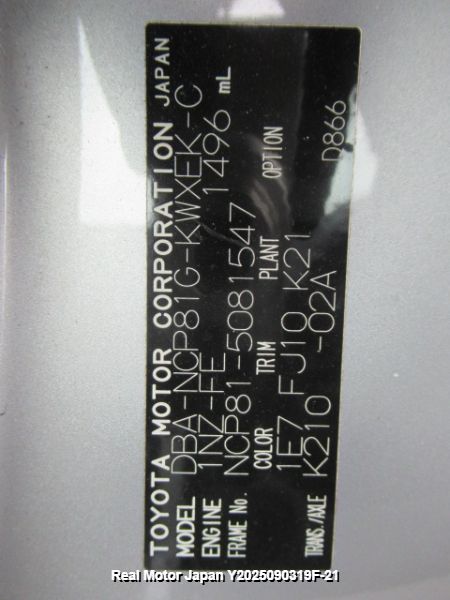 TOYOTA MOTOR CORPORATION JAPAN
MODEL DBA-NCP81G-KWXEK-C
ENGINE 1NZ-FE 1496 mL
FRAME No. NCP81-5081547
COLOR TRIM PLANT OPTION
1E7 FJ10 K21
TRANS./AXLE K210 -02A D866
Real Motor Japan Y2025090319F-21